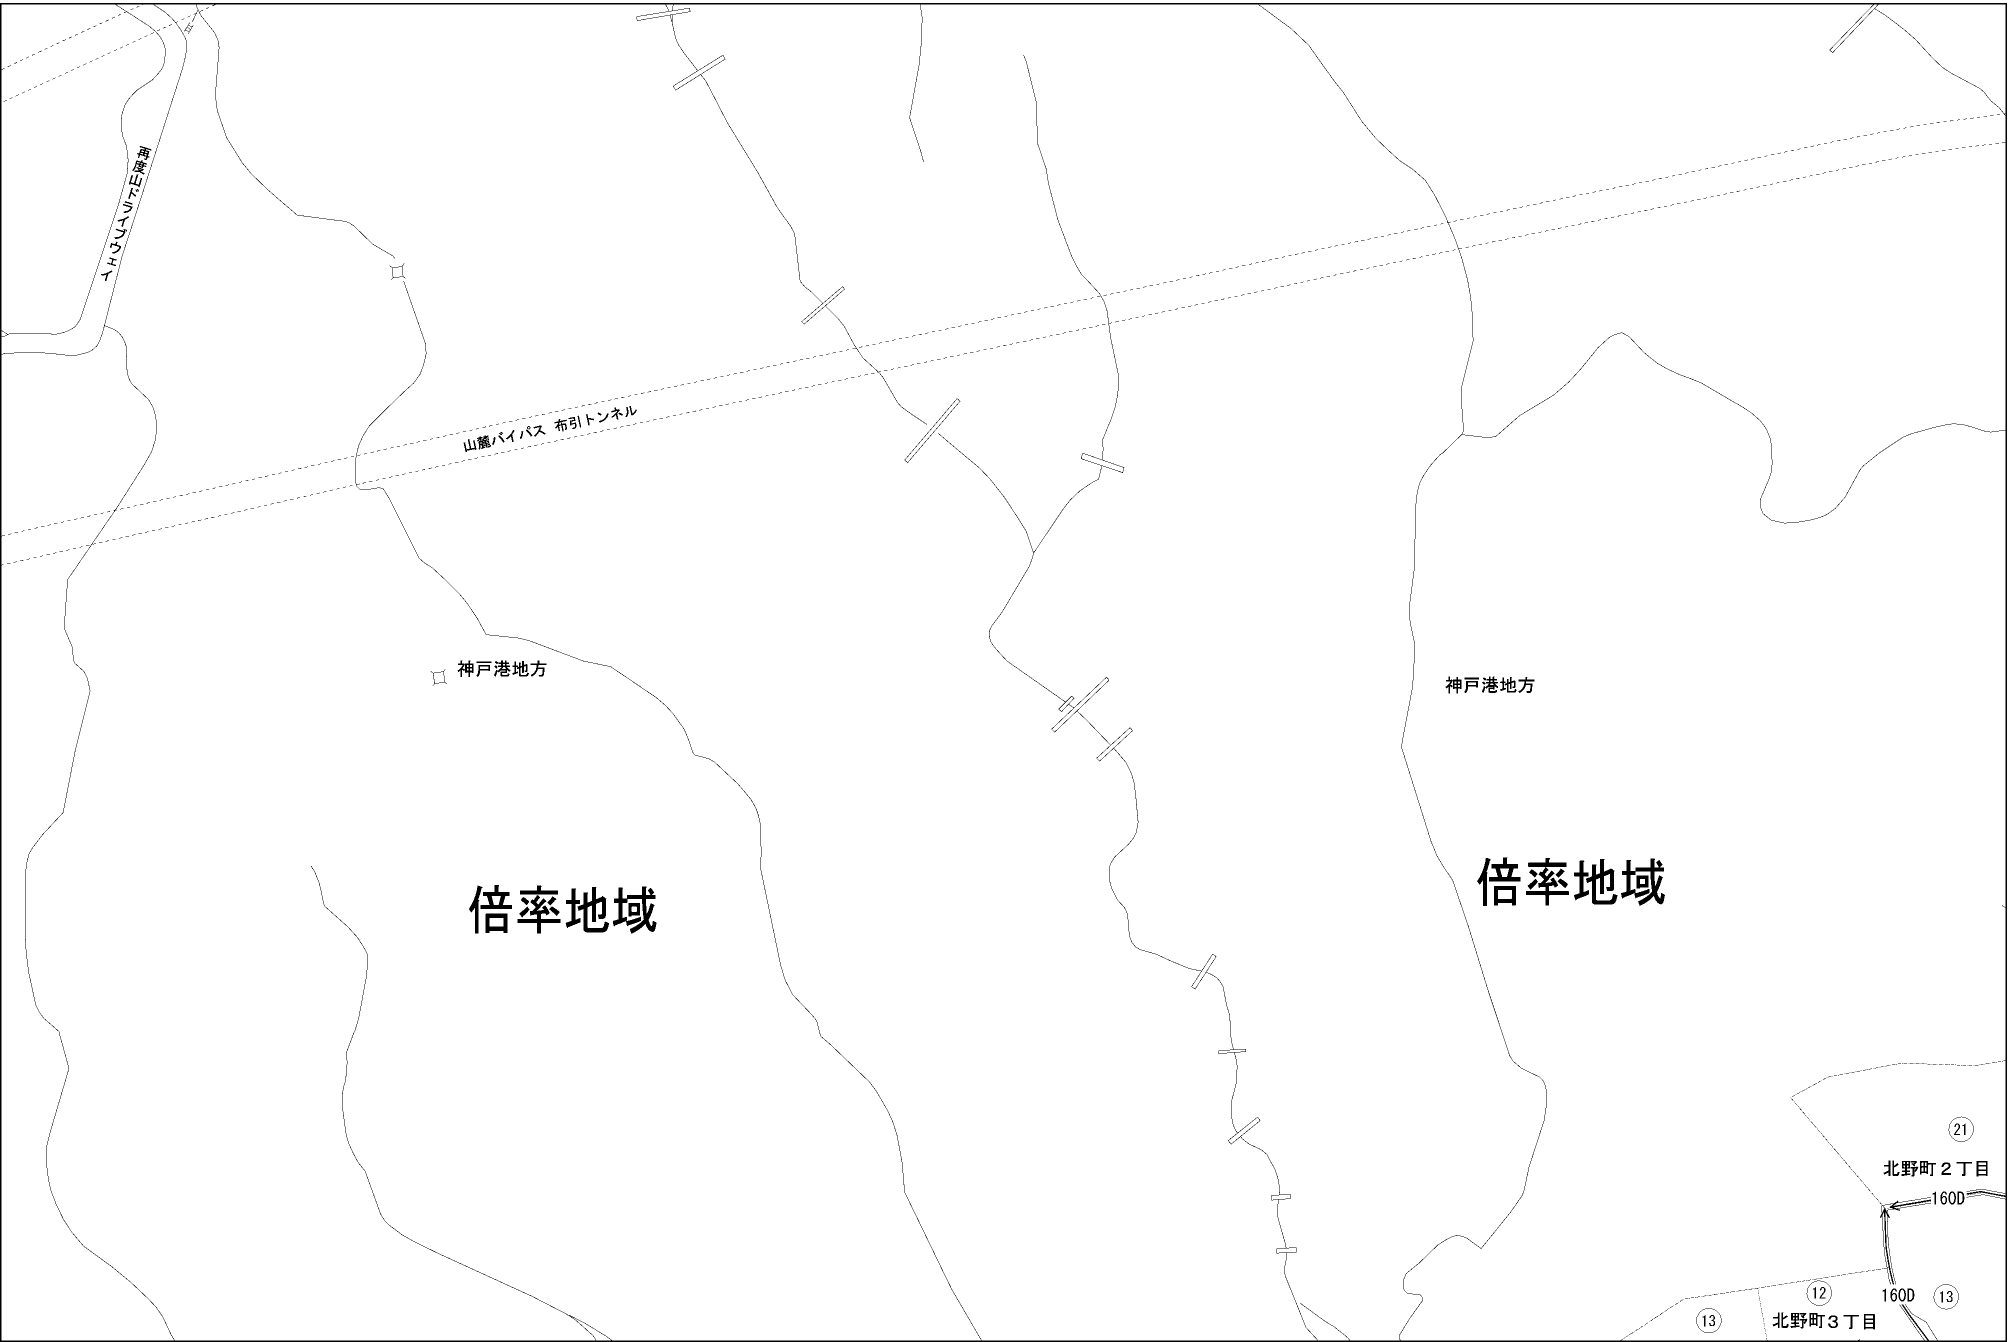 再度山ドライブウェイ
山麓バイパス 布引トンネル
神戸港地方
神戸港地方
倍率地域
倍率地域
21
北野町2丁目
160D
160D
13
12
北野町3丁目
13